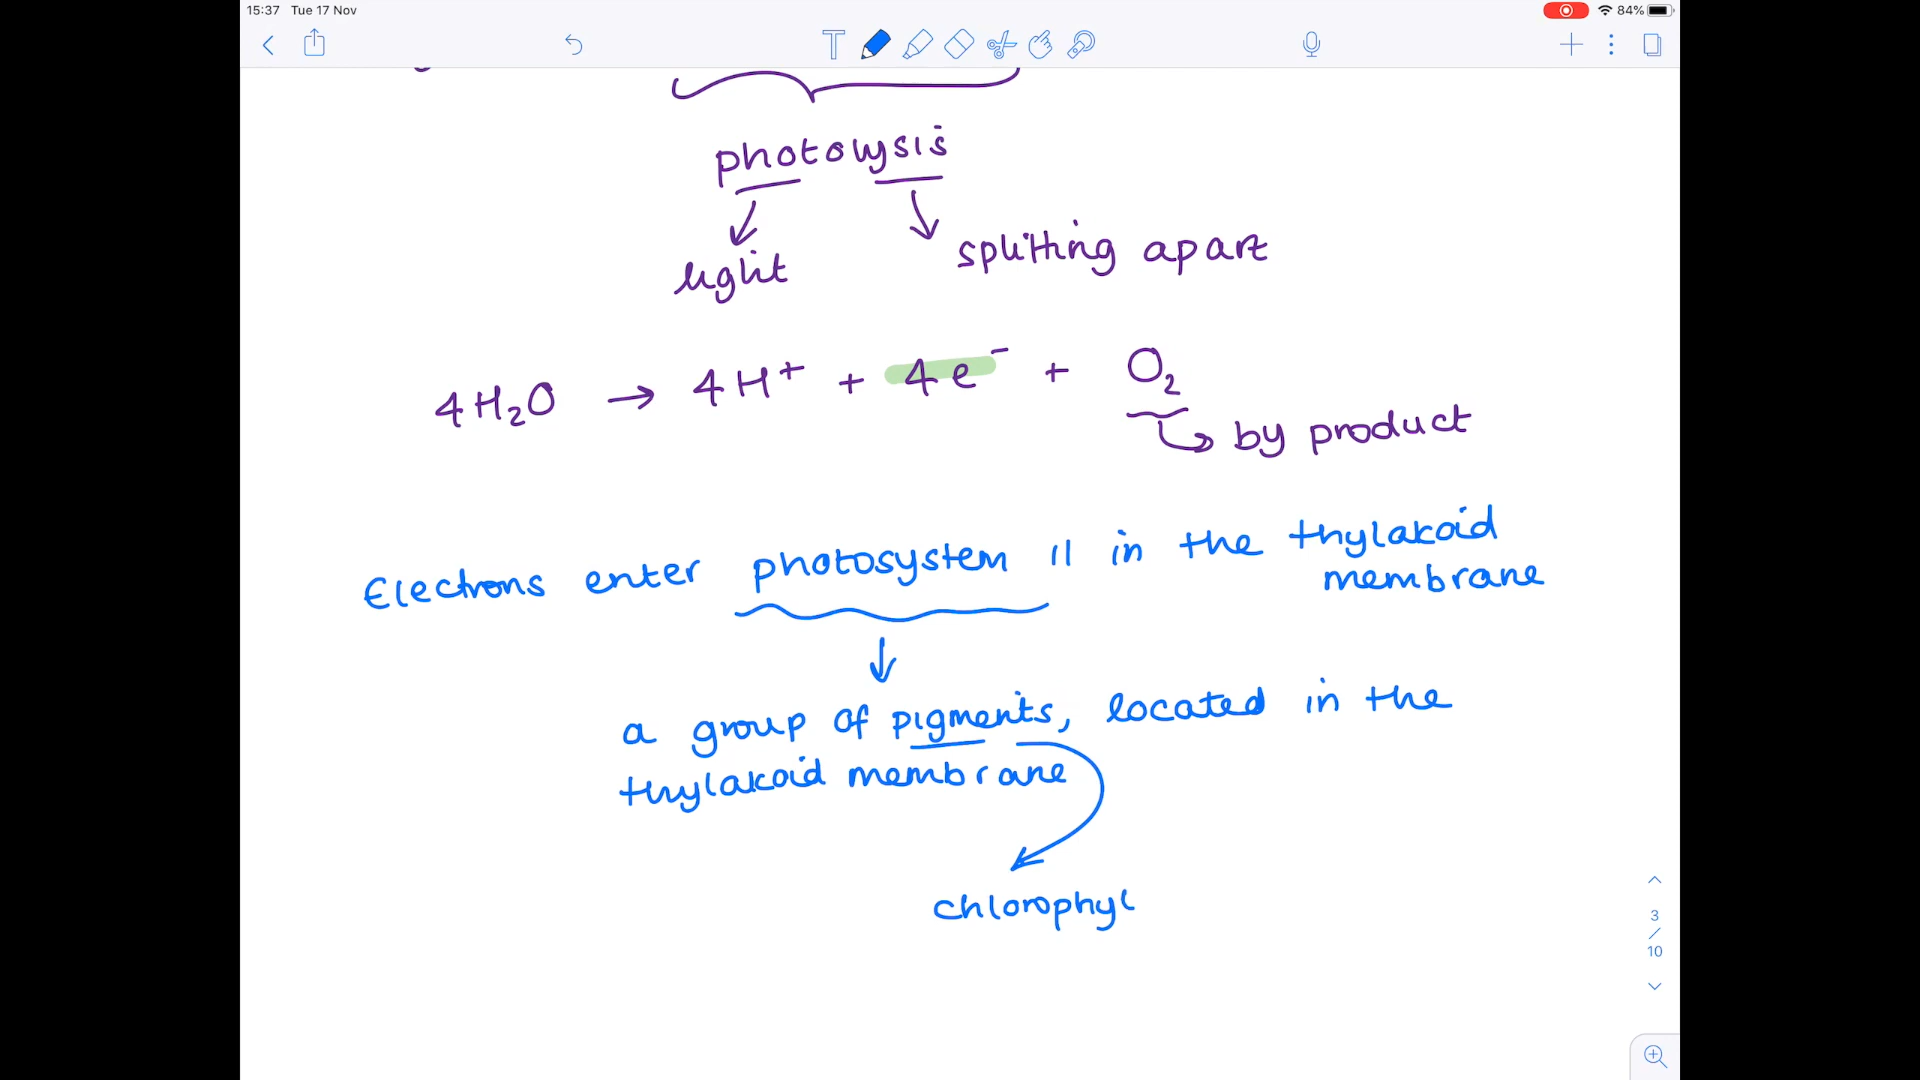 15:37 Tue 17 Nov
84%
photolysis
light
splitting apart
4H₂O → 4H⁺ + 4e⁻ + O₂
by product
Electrons enter photosystem II in the thylakoid
membrane
a group of pigments, located in the
thylakoid membrane
chlorophyl
3
/
10